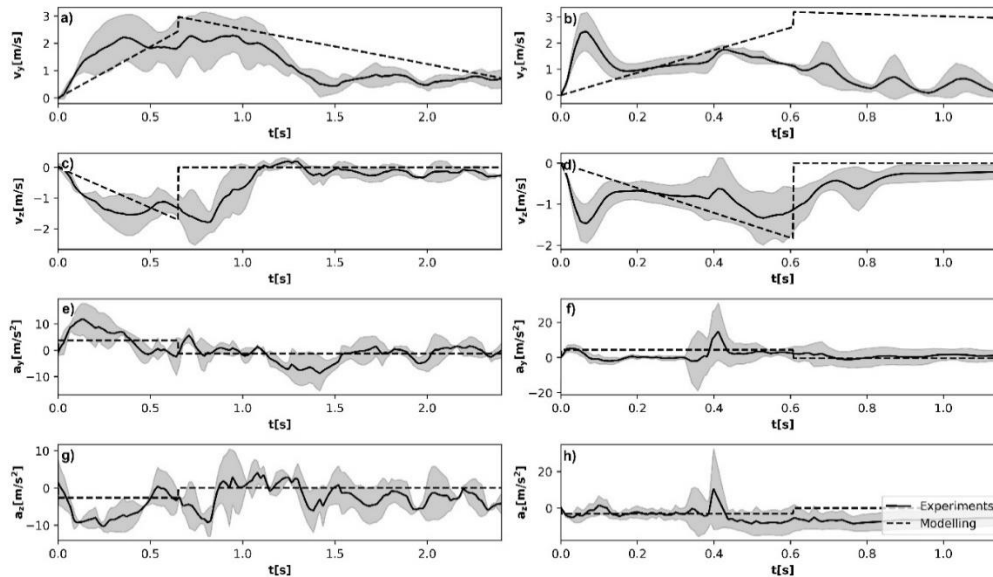 a)
v_y[m/s]
3
2
1
0
0.0 0.5 1.0 1.5 2.0
t[s]
b)
v_y[m/s]
3
2
1
0
0.0 0.2 0.4 0.6 0.8 1.0
t[s]
c)
v_z[m/s]
0
−1
−2
0.0 0.5 1.0 1.5 2.0
t[s]
d)
v_z[m/s]
0
−1
−2
0.0 0.2 0.4 0.6 0.8 1.0
t[s]
e)
a_y[m/s²]
10
0
−10
0.0 0.5 1.0 1.5 2.0
t[s]
f)
a_y[m/s²]
20
0
−20
0.0 0.2 0.4 0.6 0.8 1.0
t[s]
g)
a_z[m/s²]
10
0
−10
0.0 0.5 1.0 1.5 2.0
t[s]
h)
a_z[m/s²]
20
0
0.0 0.2 0.4 0.6 0.8 1.0
t[s]
Experiments
Modelling